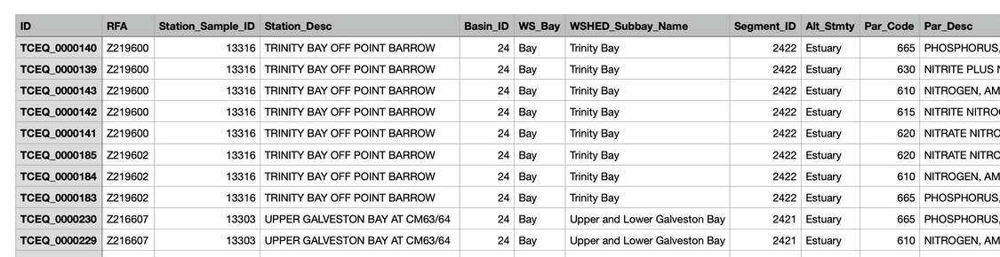 ID RFA Station_Sample_ID Station_Desc Basin_ID WS_Bay WSHED_Subbay_Name Segment_ID Alt_Stmty Par_Code Par_Desc
TCEQ_0000140 Z219600 13316 TRINITY BAY OFF POINT BARROW 24 Bay Trinity Bay 2422 Estuary 665 PHOSPHORUS,
TCEQ_0000139 Z219600 13316 TRINITY BAY OFF POINT BARROW 24 Bay Trinity Bay 2422 Estuary 630 NITRITE PLUS
TCEQ_0000143 Z219600 13316 TRINITY BAY OFF POINT BARROW 24 Bay Trinity Bay 2422 Estuary 610 NITROGEN, AM
TCEQ_0000142 Z219600 13316 TRINITY BAY OFF POINT BARROW 24 Bay Trinity Bay 2422 Estuary 615 NITRITE NITRO
TCEQ_0000141 Z219600 13316 TRINITY BAY OFF POINT BARROW 24 Bay Trinity Bay 2422 Estuary 620 NITRATE NITRO
TCEQ_0000185 Z219602 13316 TRINITY BAY OFF POINT BARROW 24 Bay Trinity Bay 2422 Estuary 620 NITRATE NITRO
TCEQ_0000184 Z219602 13316 TRINITY BAY OFF POINT BARROW 24 Bay Trinity Bay 2422 Estuary 610 NITROGEN, AM
TCEQ_0000183 Z219602 13316 TRINITY BAY OFF POINT BARROW 24 Bay Trinity Bay 2422 Estuary 665 PHOSPHORUS,
TCEQ_0000230 Z216607 13303 UPPER GALVESTON BAY AT CM63/64 24 Bay Upper and Lower Galveston Bay 2421 Estuary 665 PHOSPHORUS,
TCEQ_0000229 Z216607 13303 UPPER GALVESTON BAY AT CM63/64 24 Bay Upper and Lower Galveston Bay 2421 Estuary 610 NITROGEN, AM